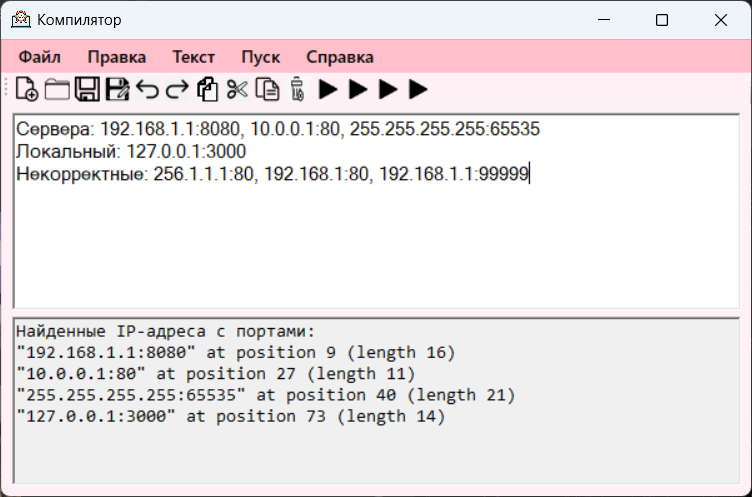 Компилятор
Файл Правка Текст Пуск Справка
Сервера: 192.168.1.1:8080, 10.0.0.1:80, 255.255.255.255:65535
Локальный: 127.0.0.1:3000
Некорректные: 256.1.1.1:80, 192.168.1:80, 192.168.1.1:99999
Найденные IP-адреса с портами:
"192.168.1.1:8080" at position 9 (length 16)
"10.0.0.1:80" at position 27 (length 11)
"255.255.255.255:65535" at position 40 (length 21)
"127.0.0.1:3000" at position 73 (length 14)